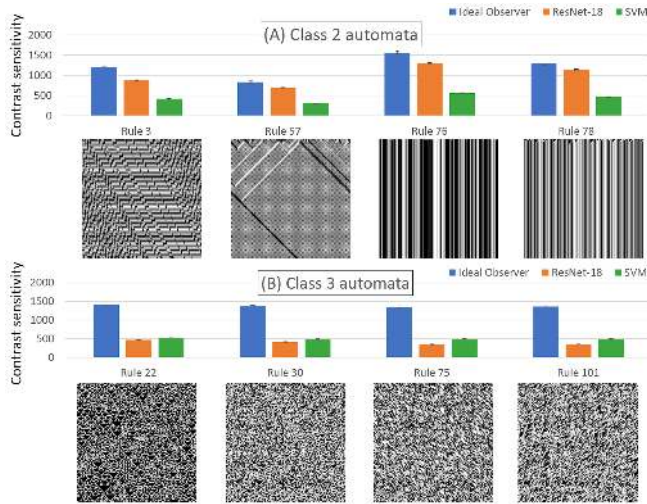 Ideal Observer ResNet-18 SVM
(A) Class 2 automata
Contrast sensitivity
2000
1500
1000
500
0
Rule 3 Rule 57 Rule 76 Rule 78
Ideal Observer ResNet-18 SVM
(B) Class 3 automata
Contrast sensitivity
2000
1500
1000
500
0
Rule 22 Rule 30 Rule 75 Rule 101